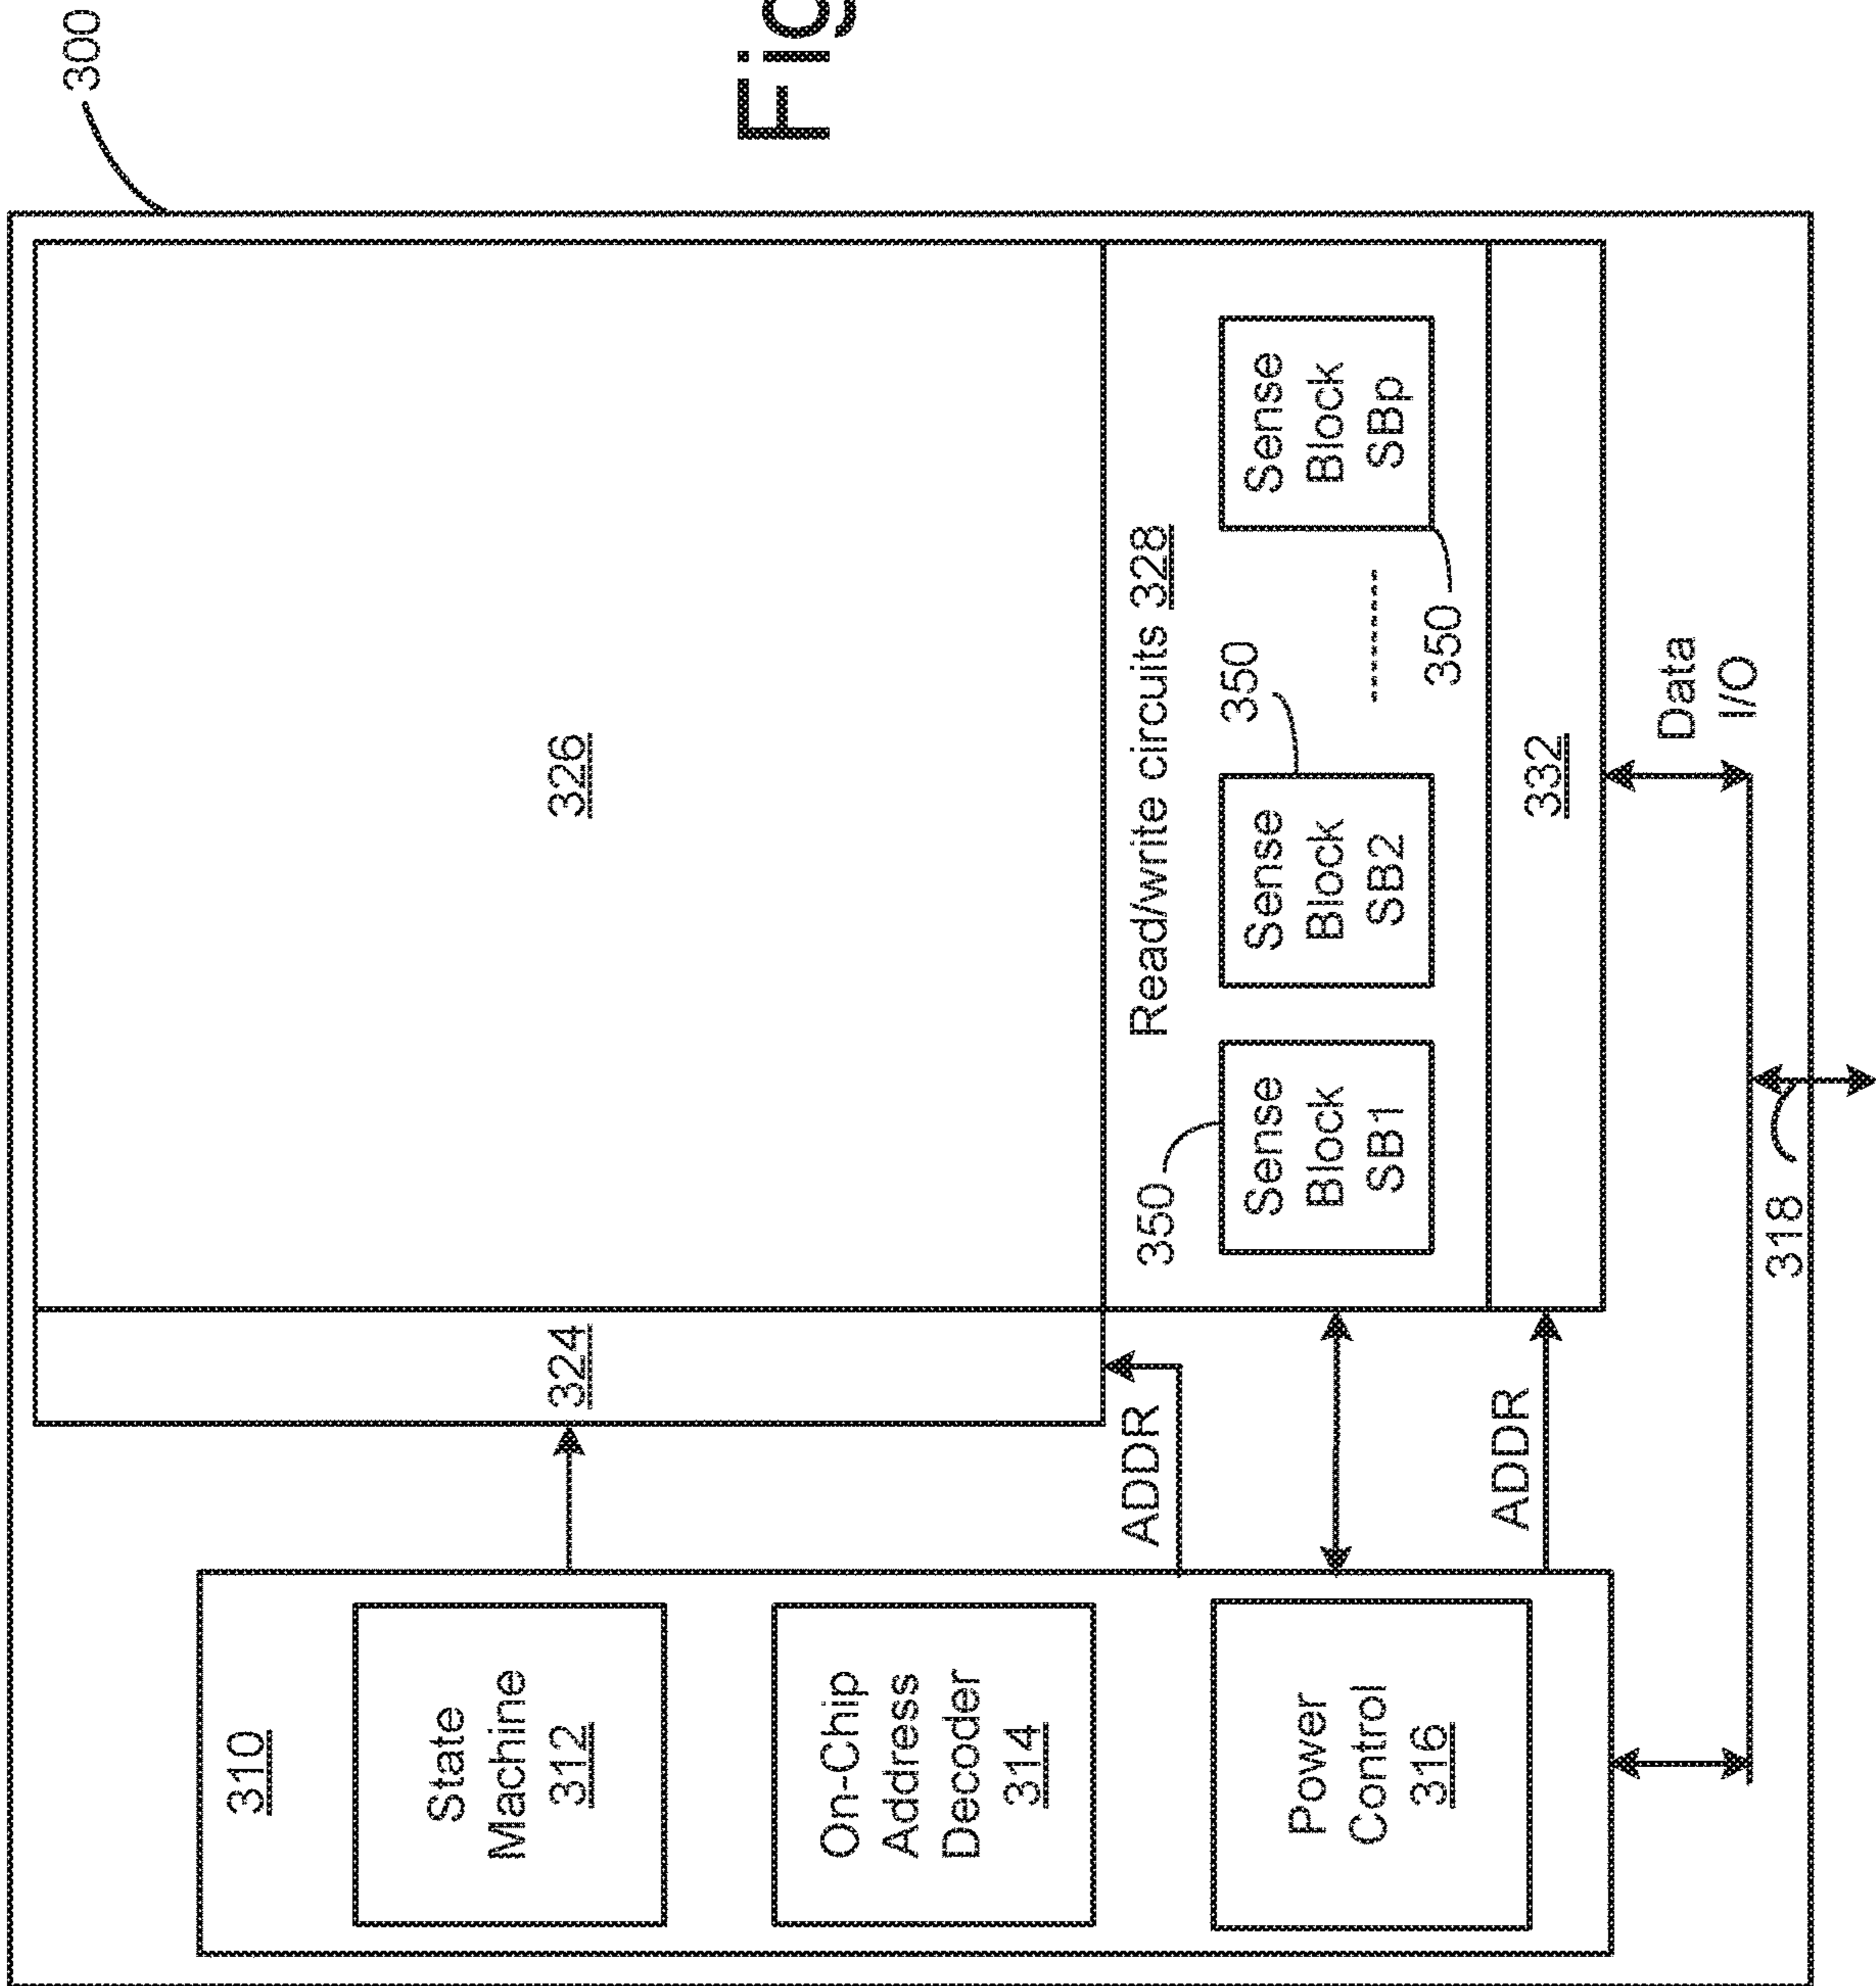 300
Fig
310
State
Machine
312
On-Chip
Address
Decoder
314
Power
Control
316
324
326
ADDR
ADDR
Read/write circuits 328
350
Sense
Block
SB1
350
Sense
Block
SB2
350
Sense
Block
SBp
332
Data
I/O
318